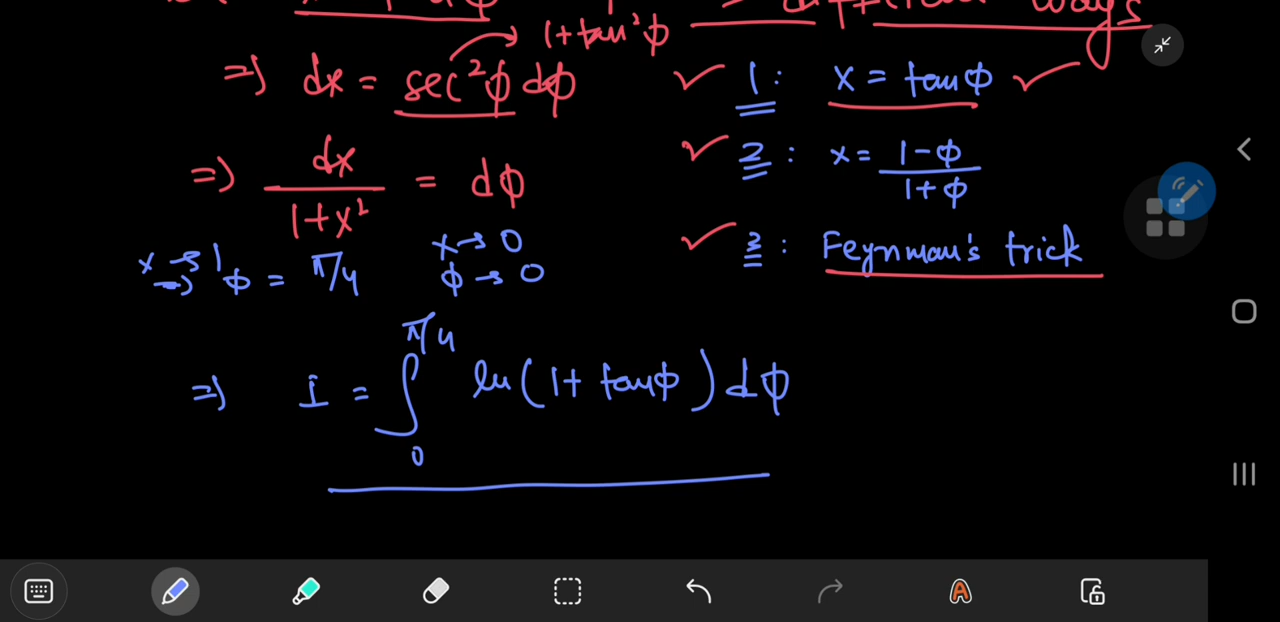 1+tan²φ
⇒ dx = sec²φ dφ
1: x = tanφ
⇒ dx/(1+x²) = dφ
2: x = (1-φ)/(1+φ)
x→1 → φ = π/4
x→0
φ→0
3: Feynman's trick
⇒ I = ∫₀^(π/4) ln(1+tanφ)dφ